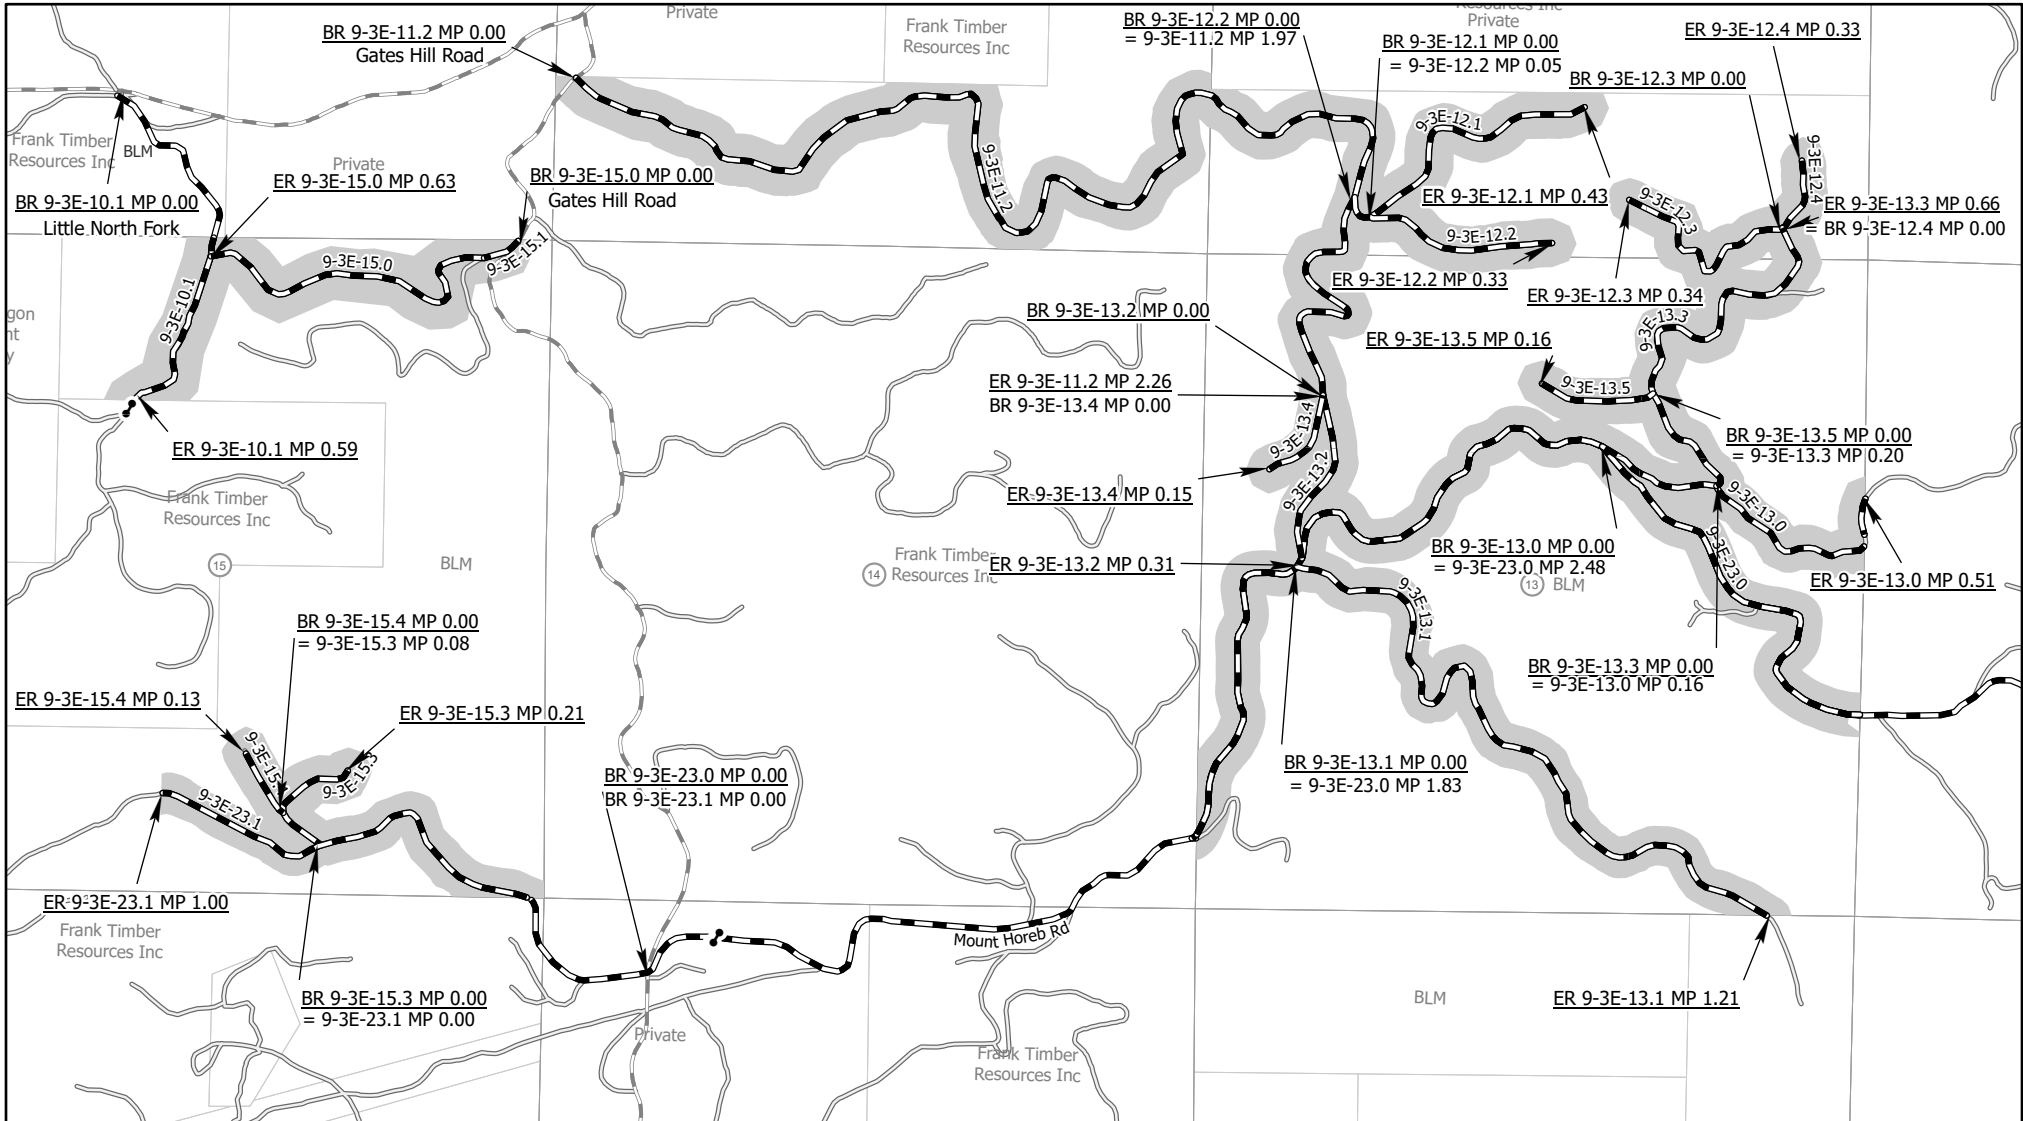 Private
Resources Inc
Private
BR 9-3E-11.2 MP 0.00
Gates Hill Road
Frank Timber
Resources Inc
BR 9-3E-12.2 MP 0.00
= 9-3E-11.2 MP 1.97
BR 9-3E-12.1 MP 0.00
= 9-3E-12.2 MP 0.05
ER 9-3E-12.4 MP 0.33
BR 9-3E-12.3 MP 0.00
Frank Timber
Resources Inc
BLM
Private
ER 9-3E-15.0 MP 0.63
BR 9-3E-15.0 MP 0.00
Gates Hill Road
BR 9-3E-10.1 MP 0.00
Little North Fork
9-3E-11.2
9-3E-12.1
ER 9-3E-12.1 MP 0.43
9-3E-12.3
9-3E-12.4
ER 9-3E-13.3 MP 0.66
= BR 9-3E-12.4 MP 0.00
9-3E-12.2
9-3E-15.0
9-3E-15.1
9-3E-10.1
gon
nt
y
ER 9-3E-12.2 MP 0.33
ER 9-3E-12.3 MP 0.34
BR 9-3E-13.2 MP 0.00
ER 9-3E-13.5 MP 0.16
9-3E-13.3
ER 9-3E-11.2 MP 2.26
BR 9-3E-13.4 MP 0.00
9-3E-13.5
9-3E-13.4
ER 9-3E-10.1 MP 0.59
BR 9-3E-13.5 MP 0.00
= 9-3E-13.3 MP 0.20
9-3E-13.2
ER 9-3E-13.4 MP 0.15
Frank Timber
Resources Inc
9-3E-13.0
15
BLM
14
Frank Timber
Resources Inc
ER 9-3E-13.2 MP 0.31
BR 9-3E-13.0 MP 0.00
= 9-3E-23.0 MP 2.48
13
BLM
9-3E-23.0
ER 9-3E-13.0 MP 0.51
9-3E-13.1
BR 9-3E-15.4 MP 0.00
= 9-3E-15.3 MP 0.08
BR 9-3E-13.3 MP 0.00
= 9-3E-13.0 MP 0.16
ER 9-3E-15.4 MP 0.13
ER 9-3E-15.3 MP 0.21
9-3E-15.4
9-3E-15.3
9-3E-23.1
BR 9-3E-23.0 MP 0.00
BR 9-3E-23.1 MP 0.00
BR 9-3E-13.1 MP 0.00
= 9-3E-23.0 MP 1.83
ER 9-3E-23.1 MP 1.00
Frank Timber
Resources Inc
Mount Horeb Rd
BR 9-3E-15.3 MP 0.00
= 9-3E-23.1 MP 0.00
Private
Frank Timber
Resources Inc
BLM
ER 9-3E-13.1 MP 1.21